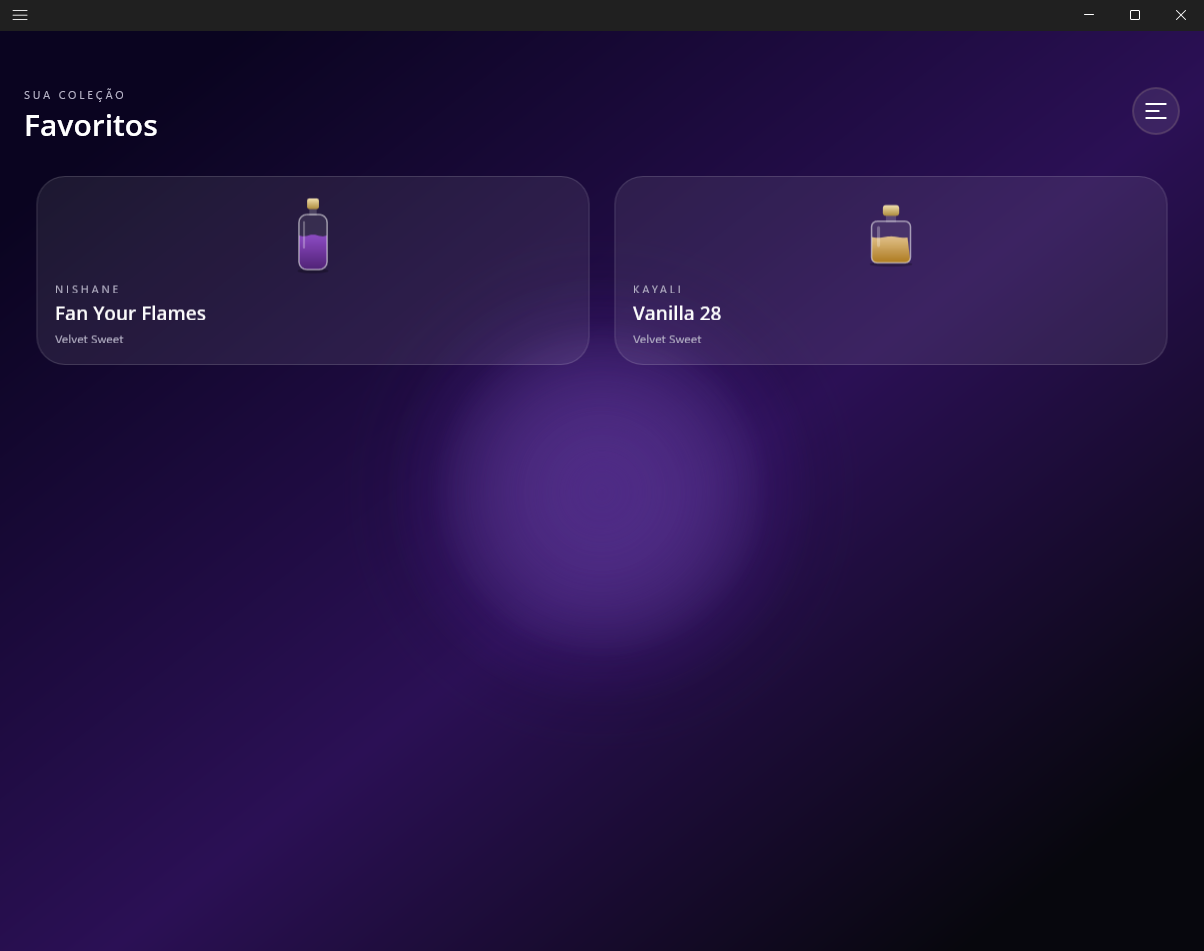 SUA COLEÇÃO
Favoritos
NISHANE
Fan Your Flames
Velvet Sweet
KAYALI
Vanilla 28
Velvet Sweet